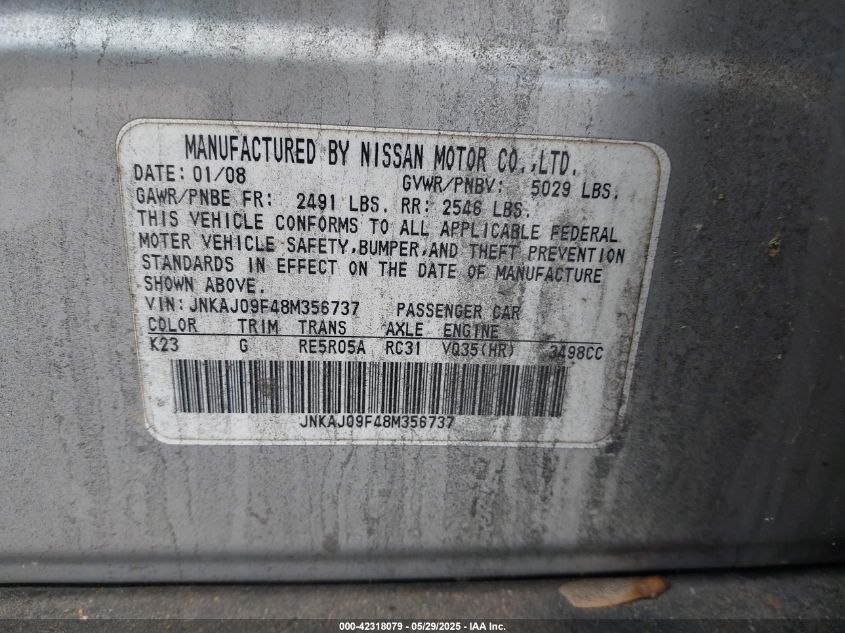 MANUFACTURED BY NISSAN MOTOR CO.,LTD.
DATE: 01/08 GVWR/PNBV: 5029 LBS.
GAWR/PNBE FR: 2491 LBS. RR: 2546 LBS.
THIS VEHICLE CONFORMS TO ALL APPLICABLE FEDERAL
MOTER VEHICLE SAFETY,BUMPER,AND THEFT PREVENTION
STANDARDS IN EFFECT ON THE DATE OF MANUFACTURE
SHOWN ABOVE.
VIN: JNKAJ09F48M356737 PASSENGER CAR
COLOR TRIM TRANS AXLE ENGINE
K23 G RE5R05A RC31 VQ35(HR) 3498CC
JNKAJ09F48M356737
000-42318079 - 05/29/2025 - IAA Inc.